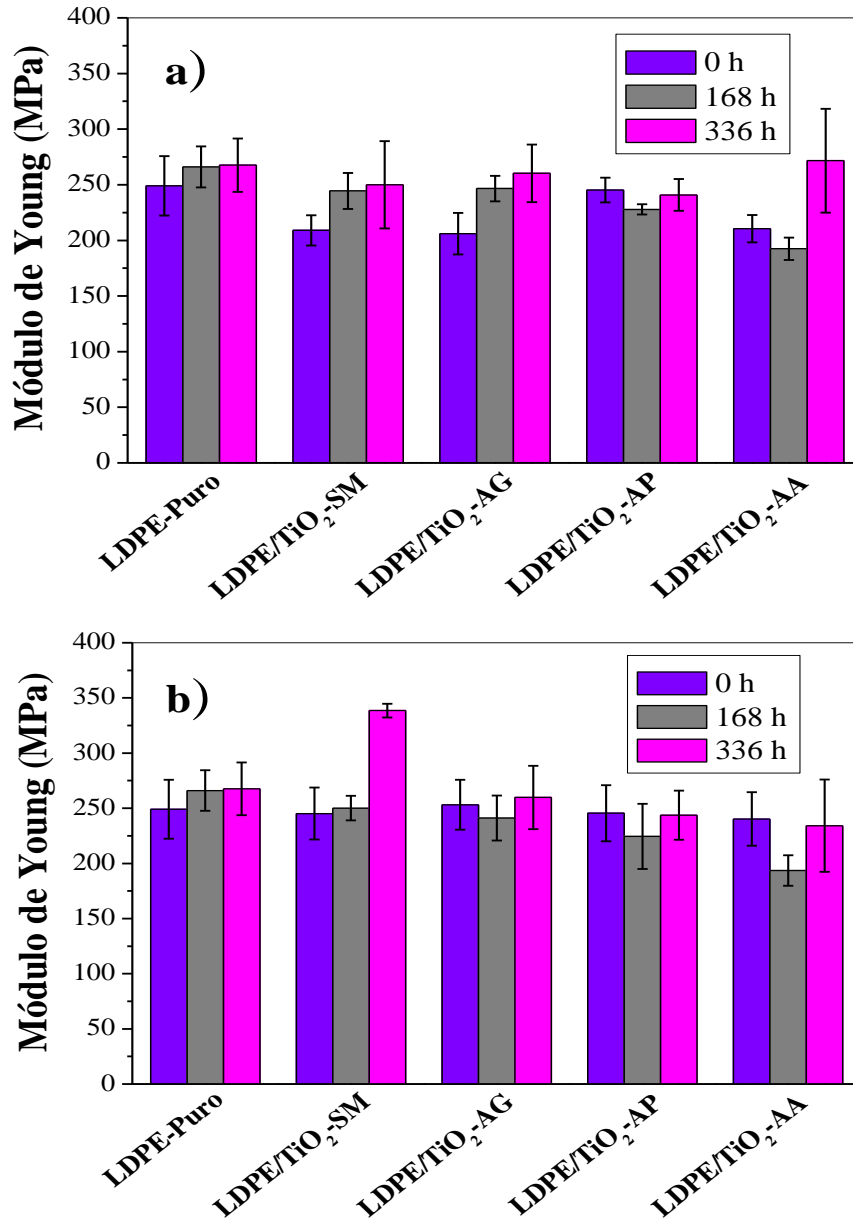 Módulo de Young (MPa)
400
350
300
250
200
150
100
50
0
a)
0 h
168 h
336 h
LDPE-Puro
LDPE/TiO₂-SM
LDPE/TiO₂-AG
LDPE/TiO₂-AP
LDPE/TiO₂-AA
Módulo de Young (MPa)
400
350
300
250
200
150
100
50
0
b)
0 h
168 h
336 h
LDPE-Puro
LDPE/TiO₂-SM
LDPE/TiO₂-AG
LDPE/TiO₂-AP
LDPE/TiO₂-AA